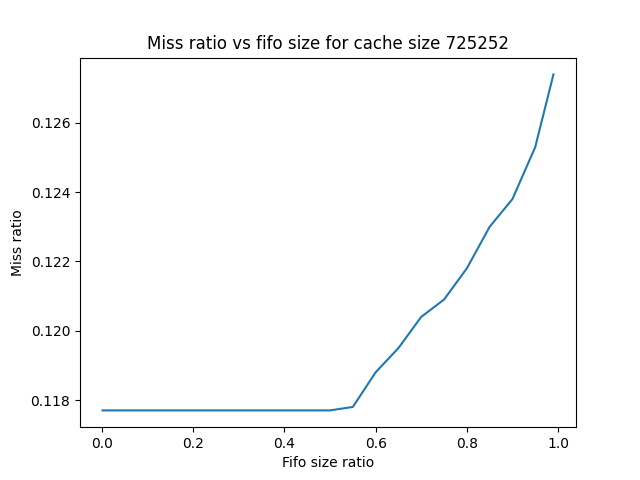 Miss ratio vs fifo size for cache size 725252
0.126
0.124
0.122
0.120
0.118
Miss ratio
0.0 0.2 0.4 0.6 0.8 1.0
Fifo size ratio